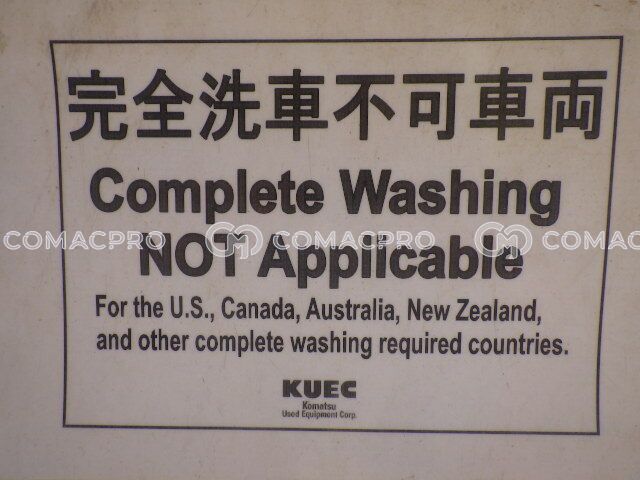 完全洗車不可車両
Complete Washing
NOT Applicable
COMACPRO COMACPRO COMACPRO
For the U.S., Canada, Australia, New Zealand,
and other complete washing required countries.
KUEC
Komatsu
Used Equipment Corp.